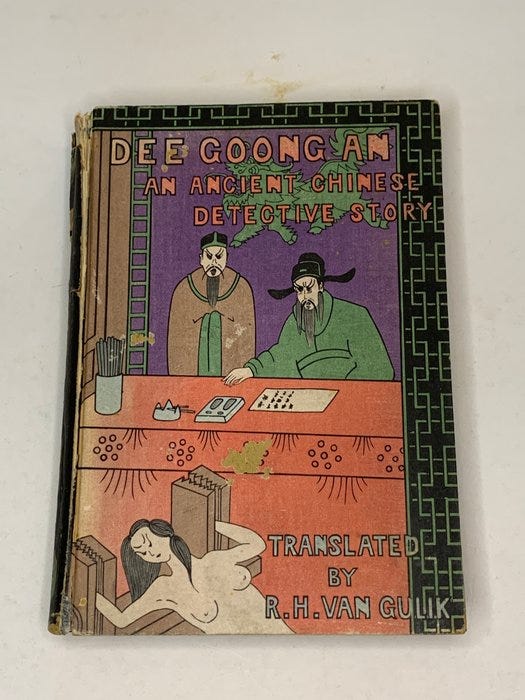 DEE GOONG AN
AN ANCIENT CHINESE
DETECTIVE STORY
TRANSLATED
BY
R.H. VAN GULIK